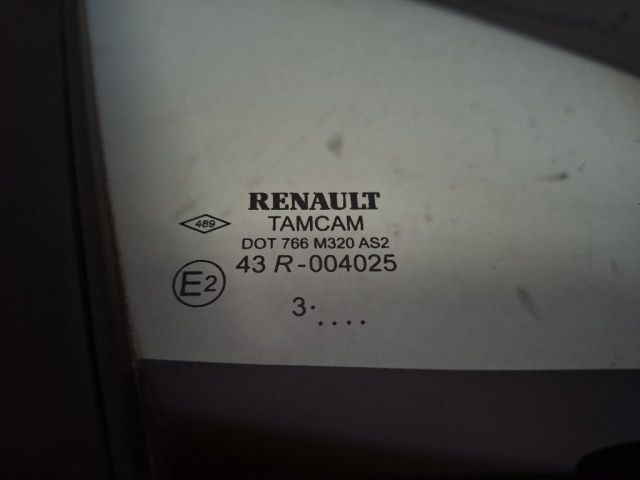 RENAULT
489 TAMCAM
DOT 766 M320 AS2
43 R-004025
E2
3·
....